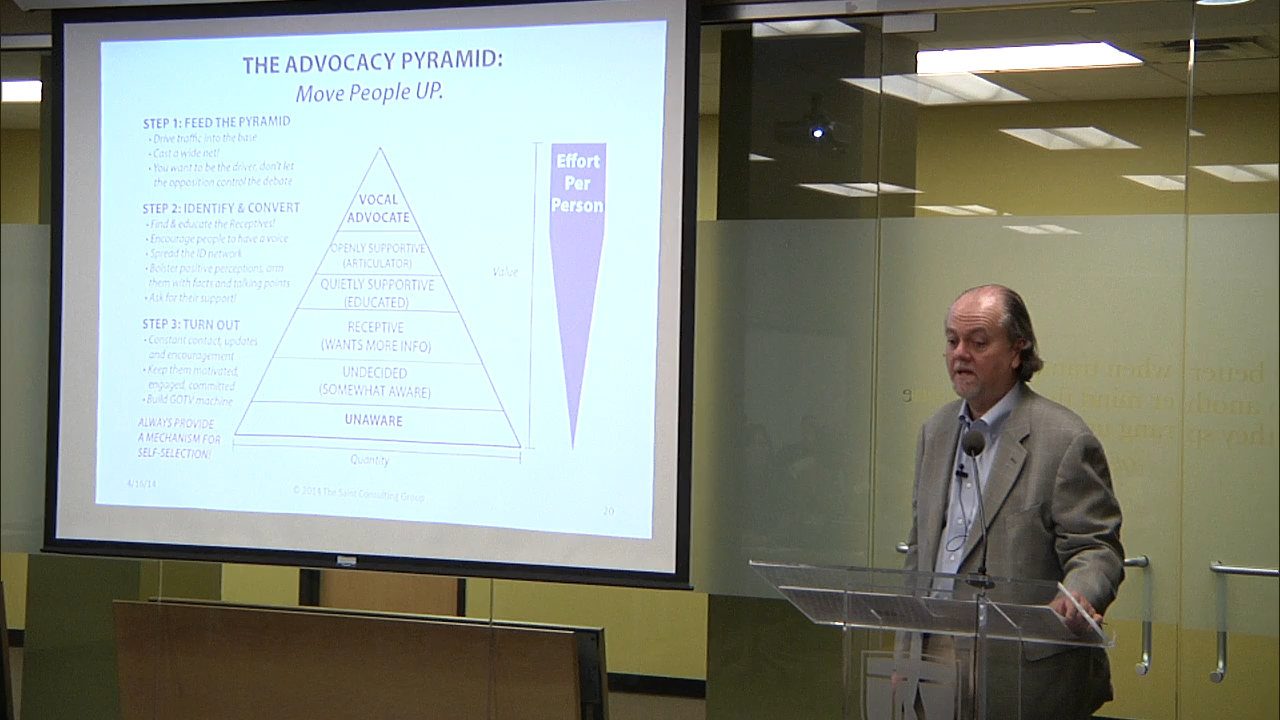 THE ADVOCACY PYRAMID:
Move People UP.
STEP 1: FEED THE PYRAMID
• Drive traffic into the base
• Cast a wide net!
• You want to be the driver, don't let
the opposition control the debate
STEP 2: IDENTIFY & CONVERT
• Find & educate the Receptives!
• Encourage people to have a voice
• Spread the ID network
• Bolster positive perceptions, arm
them with facts and talking points
• Ask for their support!
STEP 3: TURN OUT
• Constant contact, updates
and encouragement
• Keep them motivated,
engaged, committed
• Build GOTV machine
ALWAYS PROVIDE
A MECHANISM FOR
SELF-SELECTION!
VOCAL
ADVOCATE
OPENLY SUPPORTIVE
(ARTICULATOR)
QUIETLY SUPPORTIVE
(EDUCATED)
RECEPTIVE
(WANTS MORE INFO)
UNDECIDED
(SOMEWHAT AWARE)
UNAWARE
Quantity
Value
Effort
Per
Person
4/16/14
© 2014 The Saint Consulting Group
20